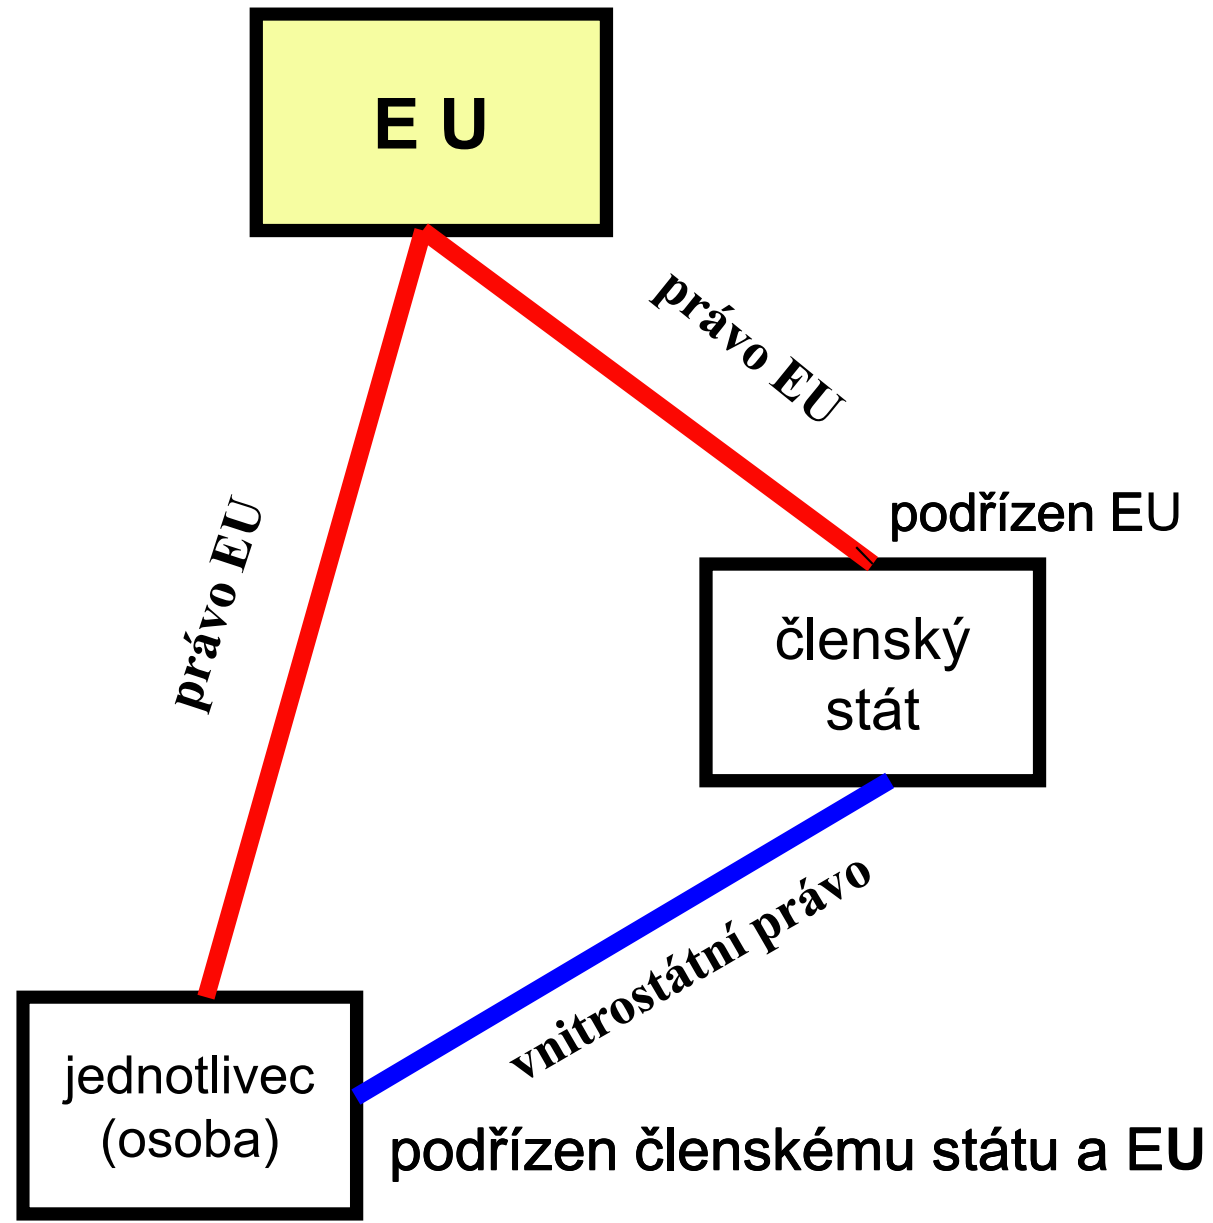 E U
právo EU
právo EU
podřízen EU
členský
stát
vnitrostátní právo
jednotlivec
(osoba)
podřízen členskému státu a EU